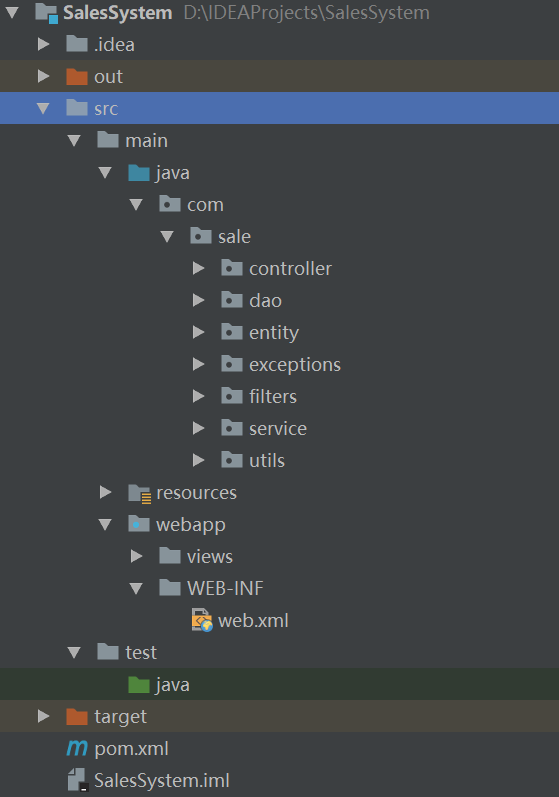 SalesSystem D:\IDEAProjects\SalesSystem
.idea
out
src
main
java
com
sale
controller
dao
entity
exceptions
filters
service
utils
resources
webapp
views
WEB-INF
web.xml
test
java
target
pom.xml
SalesSystem.iml